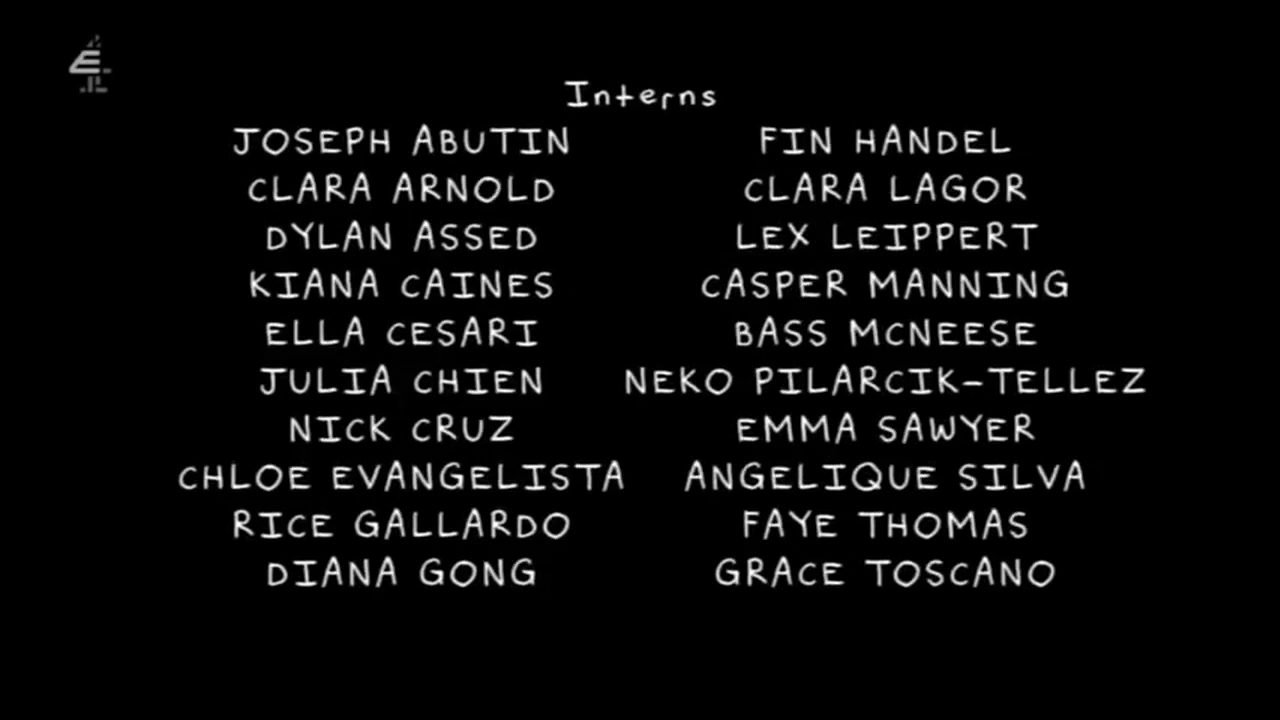 E4
Interns
JOSEPH ABUTIN
CLARA ARNOLD
DYLAN ASSED
KIANA CAINES
ELLA CESARI
JULIA CHIEN
NICK CRUZ
CHLOE EVANGELISTA
RICE GALLARDO
DIANA GONG
FIN HANDEL
CLARA LAGOR
LEX LEIPPERT
CASPER MANNING
BASS MCNEESE
NEKO PILARCIK-TELLEZ
EMMA SAWYER
ANGELIQUE SILVA
FAYE THOMAS
GRACE TOSCANO